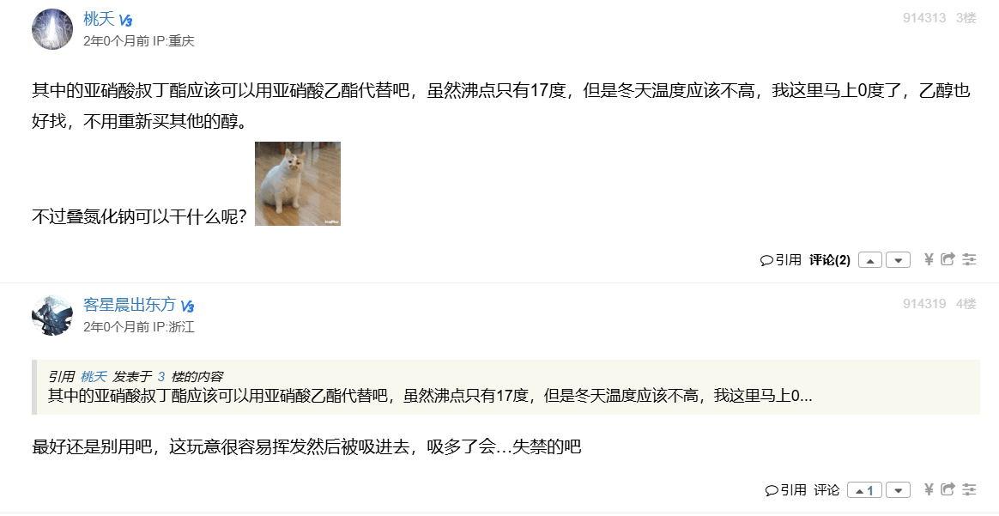 桃夭 V3
914313 3楼
2年0个月前 IP:重庆
其中的亚硝酸叔丁酯应该可以用亚硝酸乙酯代替吧，虽然沸点只有17度，但是冬天温度应该不高，我这里马上0度了，乙醇也
好找，不用重新买其他的醇。
不过叠氮化钠可以干什么呢？
引用 评论(2)
客星晨出东方 V3
914319 4楼
2年0个月前 IP:浙江
引用 桃夭 发表于 3 楼的内容
其中的亚硝酸叔丁酯应该可以用亚硝酸乙酯代替吧，虽然沸点只有17度，但是冬天温度应该不高，我这里马上0...
最好还是别用吧，这玩意很容易挥发然后被吸进去，吸多了会…失禁的吧
引用 评论 1